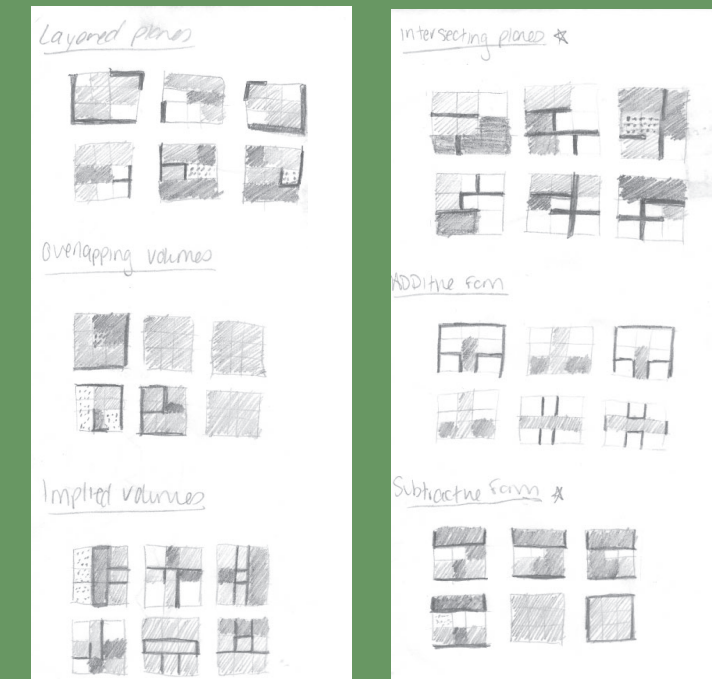 Layered planes
Overlapping volumes
Implied volumes
Intersecting planes
Additive form
Subtractive form